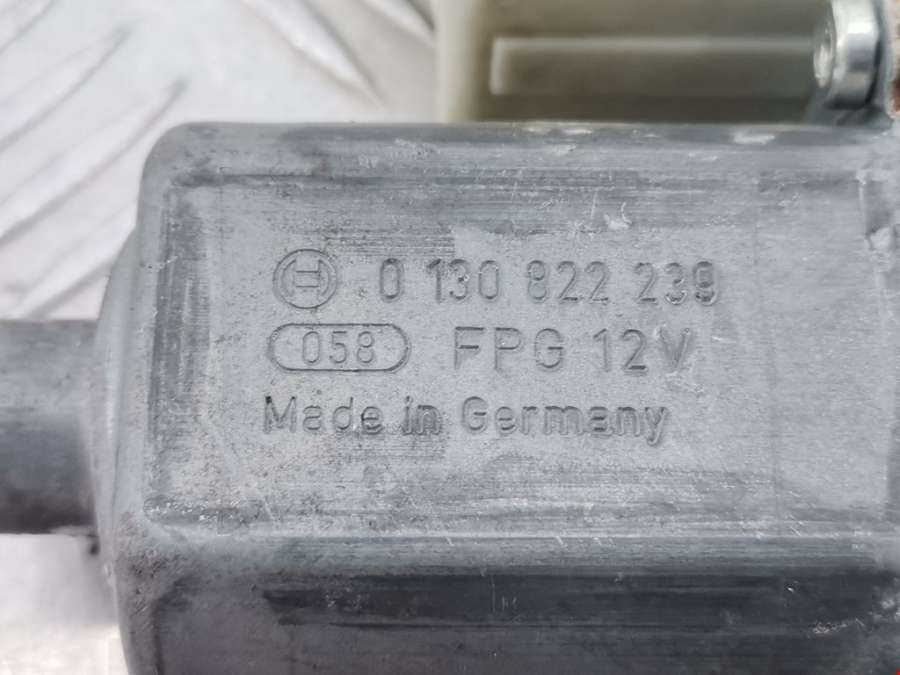 0 130 822 239
058 FPG 12V
Made in Germany